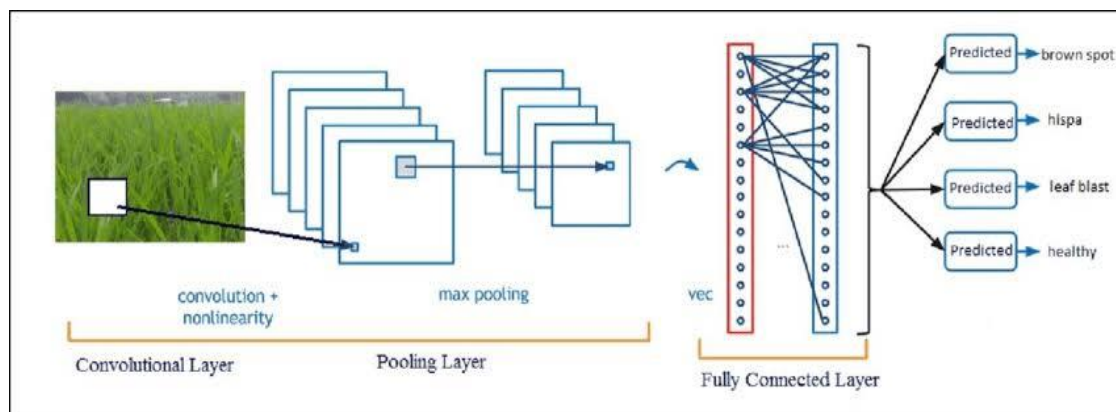 Predicted
brown spot
Predicted
hispa
Predicted
leaf blast
Predicted
healthy
convolution +
nonlinearity
max pooling
vec
...
Convolutional Layer
Pooling Layer
Fully Connected Layer